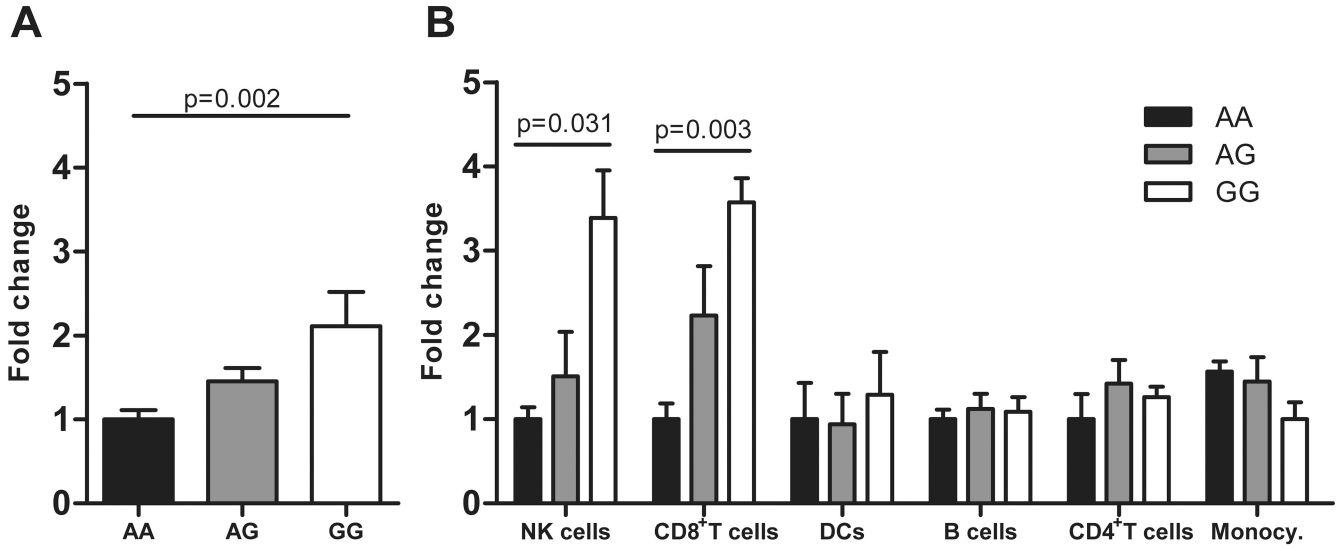 A
Fold change
5
4
3
2
1
0
p=0.002
AA
AG
GG
B
Fold change
5
4
3
2
1
0
p=0.031
p=0.003
AA
AG
GG
NK cells
CD8⁺T cells
DCs
B cells
CD4⁺T cells
Monocy.